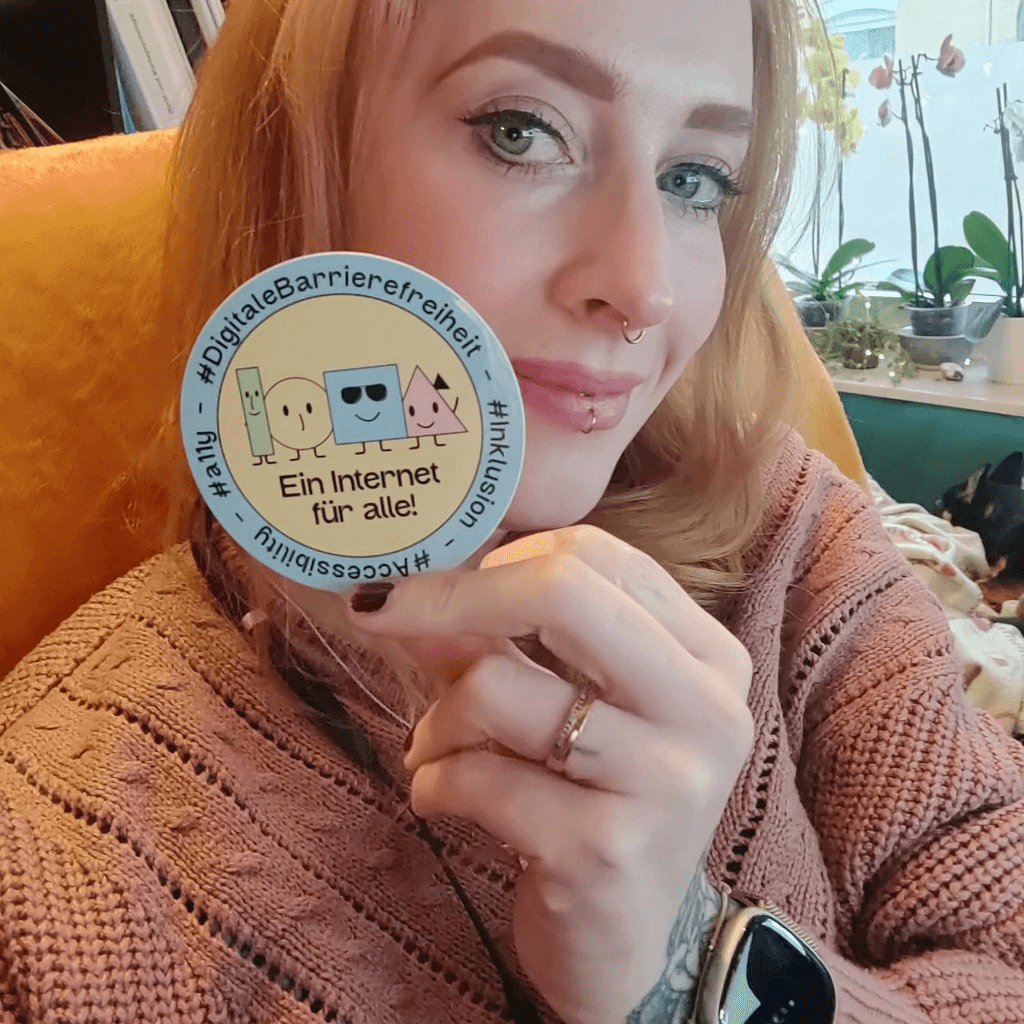 #DigitaleBarrierefreiheit - #Inklusion - #Accessibility - #a11y -
Ein Internet
für alle!